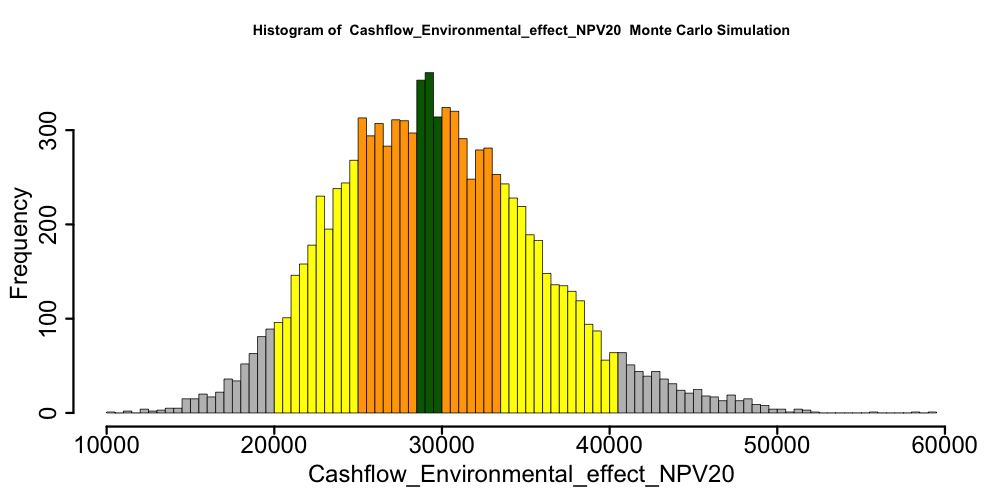 Histogram of  Cashflow_Environmental_effect_NPV20  Monte Carlo Simulation
Frequency
300
200
100
0
10000 20000 30000 40000 50000 60000
Cashflow_Environmental_effect_NPV20